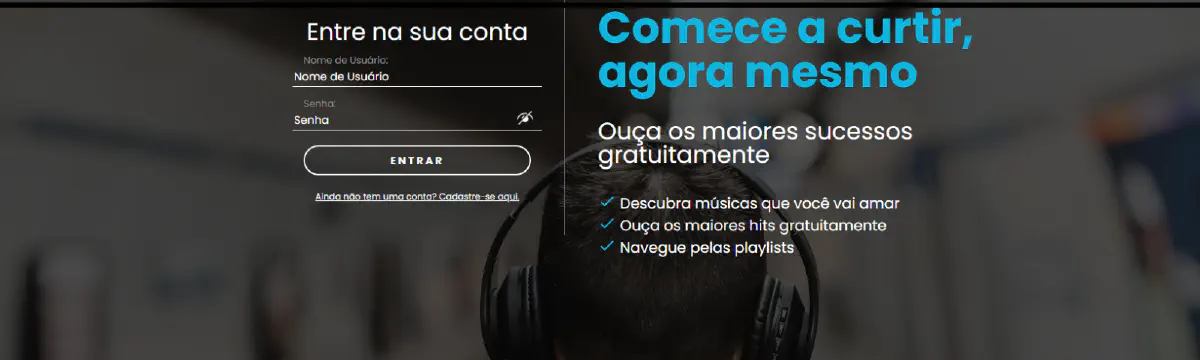 Entre na sua conta
Nome de Usuário:
Nome de Usuário
Senha:
Senha
ENTRAR
Ainda não tem uma conta? Cadastre-se aqui.
Comece a curtir,
agora mesmo
Ouça os maiores sucessos
gratuitamente
Descubra músicas que você vai amar
Ouça os maiores hits gratuitamente
Navegue pelas playlists